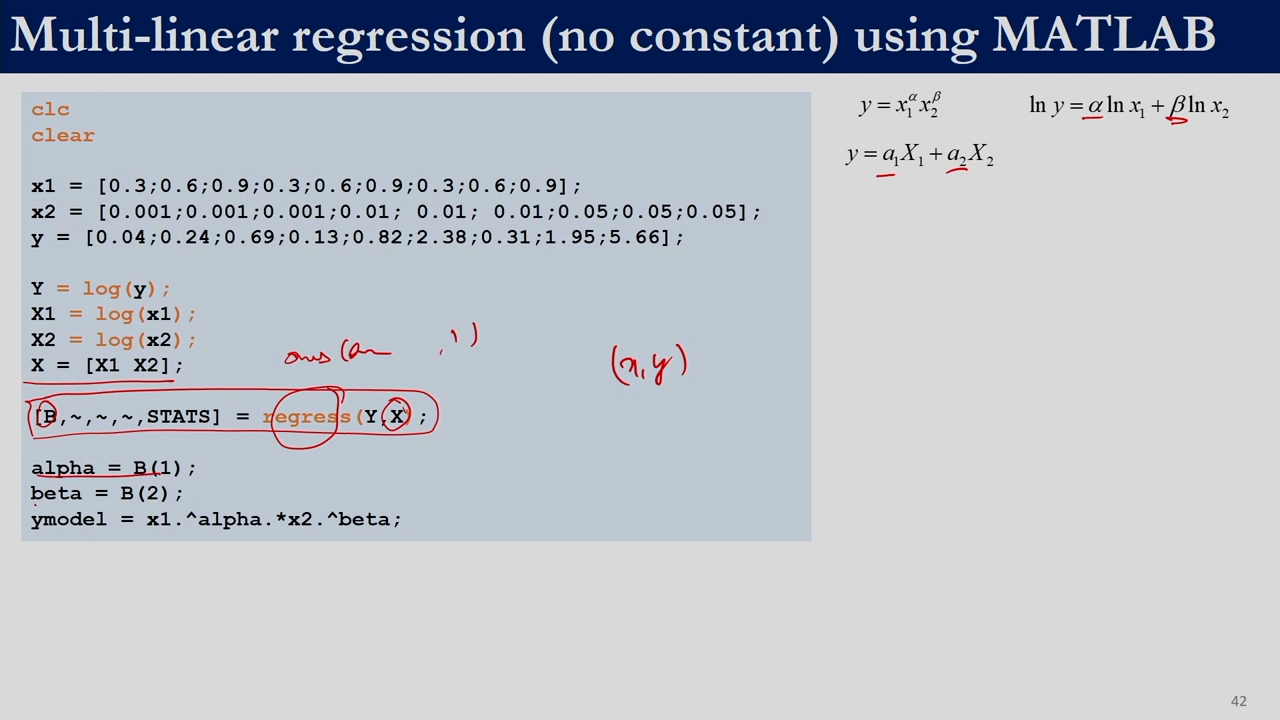 Multi-linear regression (no constant) using MATLAB
clc
clear
x1 = [0.3;0.6;0.9;0.3;0.6;0.9;0.3;0.6;0.9];
x2 = [0.001;0.001;0.001;0.01; 0.01; 0.01;0.05;0.05;0.05];
y = [0.04;0.24;0.69;0.13;0.82;2.38;0.31;1.95;5.66];
Y = log(y);
X1 = log(x1);
X2 = log(x2);
X = [X1 X2];
[B,~,~,~,STATS] = regress(Y,X);
alpha = B(1);
beta = B(2);
ymodel = x1.^alpha.*x2.^beta;
y = x₁^α x₂^β
ln y = α ln x₁ + β ln x₂
y = a₁X₁ + a₂X₂
(x, y)
42